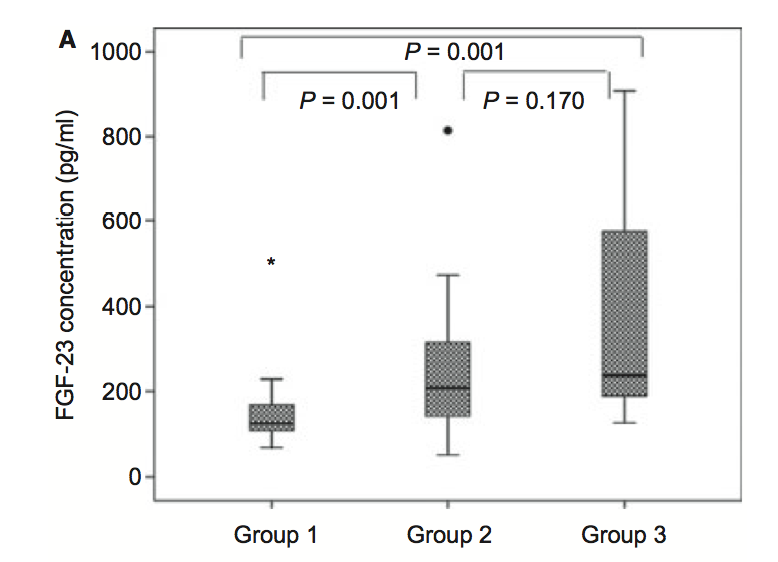 A
1000
P = 0.001
P = 0.001
P = 0.170
800
600
400
200
0
FGF-23 concentration (pg/ml)
*
Group 1
Group 2
Group 3